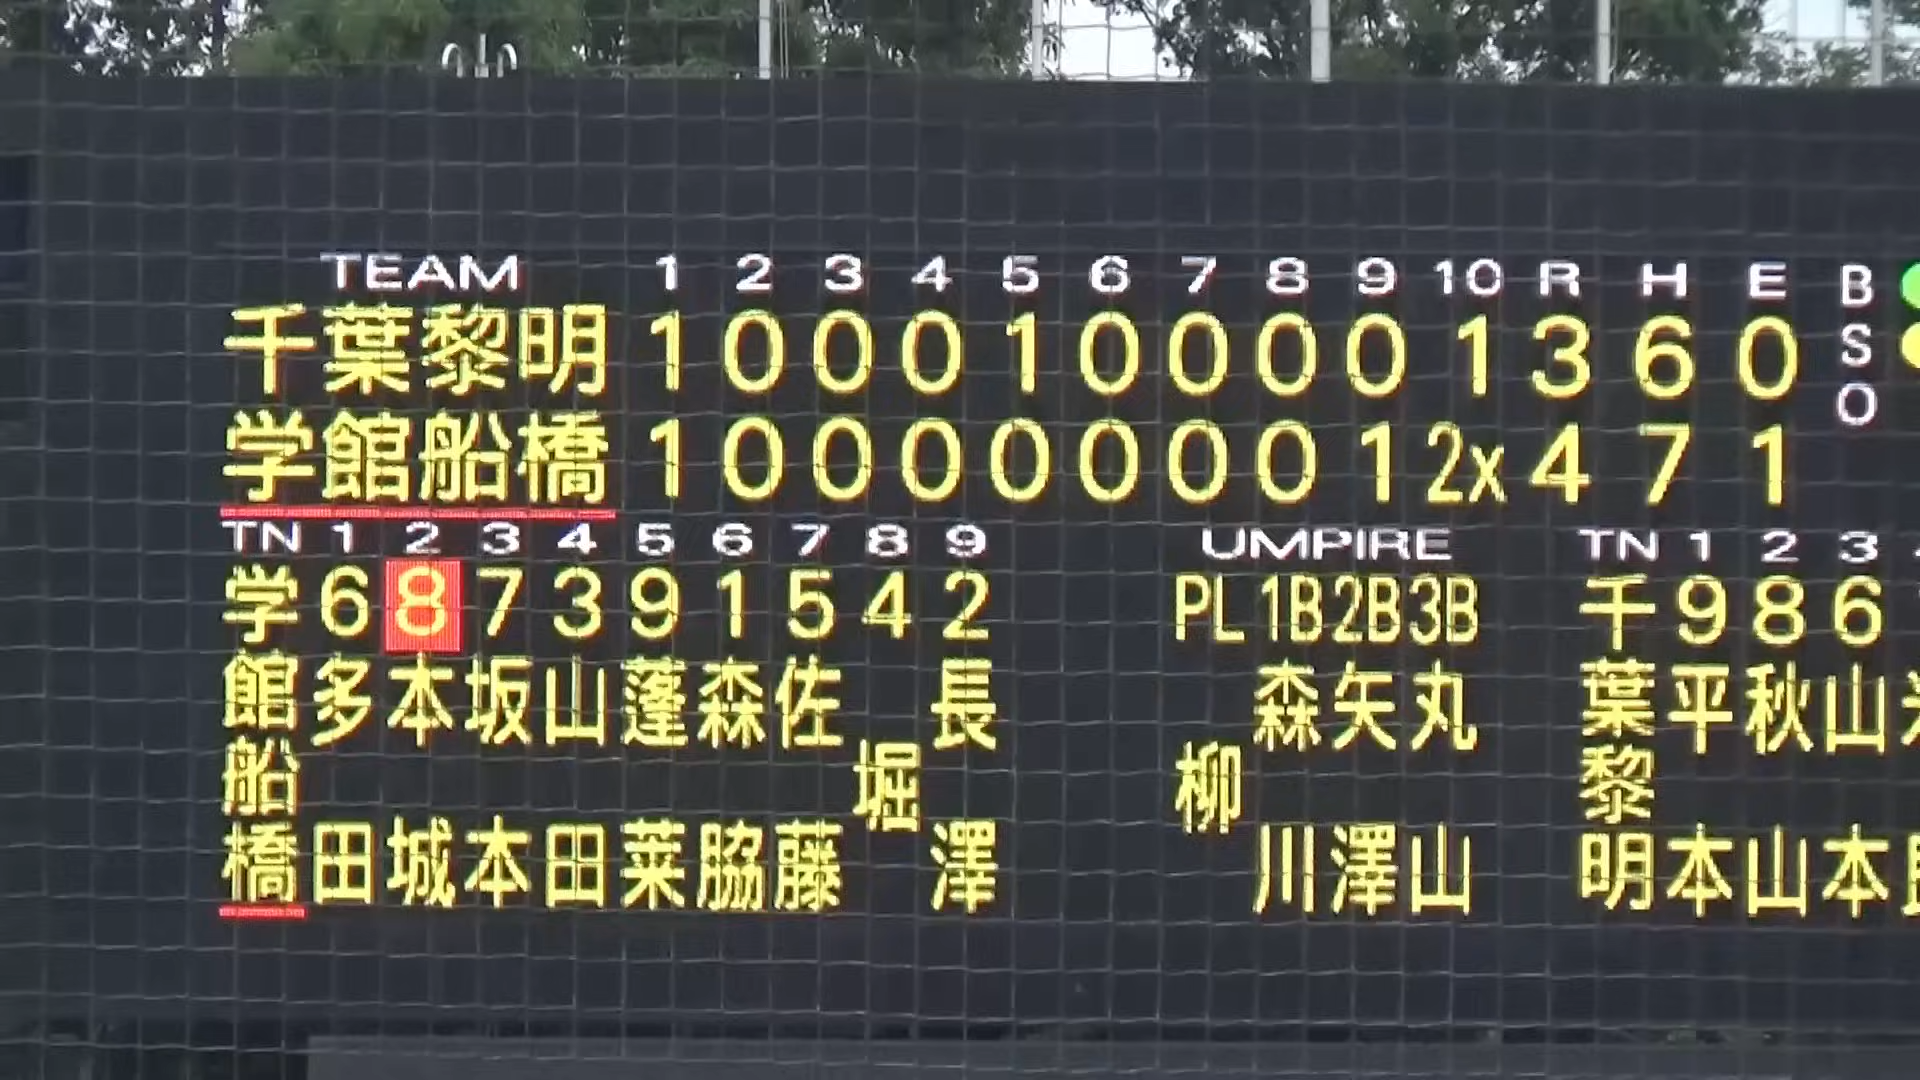 TEAM 1 2 3 4 5 6 7 8 9 10 R H E B
千葉黎明 1 0 0 0 1 0 0 0 0 1 3 6 0 S
学館船橋 1 0 0 0 0 0 0 0 1 2x 4 7 1 O
TN 1 2 3 4 5 6 7 8 9
学館船橋 6 8 7 3 9 1 5 4 2
多田
本城
坂本
山田
蓬莱
森脇
佐藤
堀
長澤
UMPIRE
PL 1B 2B 3B
柳
森川
矢澤
丸山
TN 1 2 3
千葉黎明 9 8 6
平本
秋山
山本